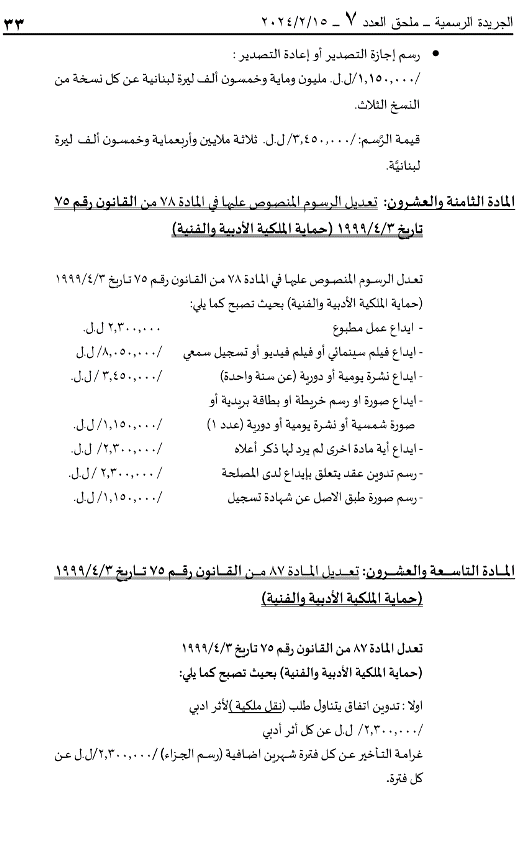 الجريدة الرسمية – ملحق العدد ٧ – ٢٠٢٤/٢/١٥ ٣٣
• رسم إجازة التصدير أو إعادة التصدير :
/١,١٥٠,٠٠٠/ل.ل. مليون وماية وخمسون ألف ليرة لبنانية عن كل نسخة من
النسخ الثلاث.
قيمة الرَّسم: /٣,٤٥٠,٠٠٠/ل.ل. ثلاثة ملايين وأربعماية وخمسون ألف ليرة
لبنانيَّة.
المادة الثامنة والعشرون: تعديل الرسوم المنصوص عليها في المادة ٧٨ من القانون رقم ٧٥
تاريخ ١٩٩٩/٤/٣ (حماية الملكية الأدبية والفنية)
تعدل الرسوم المنصوص عليها في المادة ٧٨ من القانون رقم ٧٥ تاريخ ١٩٩٩/٤/٣
(حماية الملكية الأدبية والفنية) بحيث تصبح كما يلي:
- ايداع عمل مطبوع ٢,٣٠٠,٠٠٠ ل.ل.
- ايداع فيلم سينمائي أو فيلم فيديو أو تسجيل سمعي /٨,٠٥٠,٠٠٠/ل.ل
- ايداع نشرة يومية أو دورية (عن سنة واحدة) /٣,٤٥٠,٠٠٠ /ل.ل.
- ايداع صورة او رسم خريطة او بطاقة بريدية أو
صورة شمسية أو نشرة يومية أو دورية (عدد ١) /١,١٥٠,٠٠٠/ل.ل.
- ايداع أية مادة اخرى لم يرد لها ذكر أعلاه /٢,٣٠٠,٠٠٠/ ل.ل.
- رسم تدوين عقد يتعلق بإيداع لدى المصلحة /٢,٣٠٠,٠٠٠ /ل.ل.
- رسم صورة طبق الاصل عن شهادة تسجيل /١,١٥٠,٠٠٠/ل.ل
المادة التاسعة والعشرون: تعديل المادة ٨٧ من القانون رقم ٧٥ تاريخ ١٩٩٩/٤/٣
(حماية الملكية الأدبية والفنية)
تعدل المادة ٨٧ من القانون رقم ٧٥ تاريخ ١٩٩٩/٤/٣
(حماية الملكية الأدبية والفنية) بحيث تصبح كما يلي:
اولا : تدوين اتفاق يتناول طلب (نقل ملكية )لأثر ادبي
/٢,٣٠٠,٠٠٠/ ل.ل عن كل أثر أدبي
غرامة التأخير عن كل فترة شهرين اضافية (رسم الجزاء) /٢,٣٠٠,٠٠٠/ل.ل عن
كل فترة.